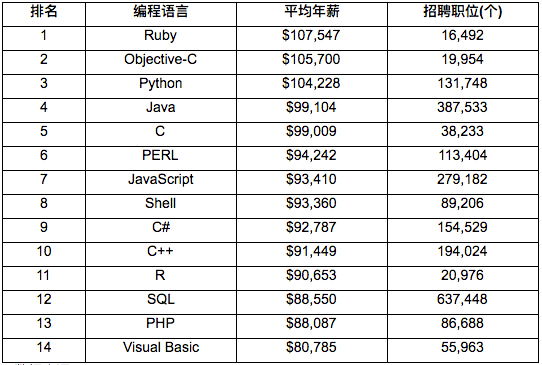 排名 编程语言 平均年薪 招聘职位(个)
1 Ruby $107,547 16,492
2 Objective-C $105,700 19,954
3 Python $104,228 131,748
4 Java $99,104 387,533
5 C $99,009 38,233
6 PERL $94,242 113,404
7 JavaScript $93,410 279,182
8 Shell $93,360 89,206
9 C# $92,787 154,529
10 C++ $91,449 194,024
11 R $90,653 20,976
12 SQL $88,550 637,448
13 PHP $88,087 86,688
14 Visual Basic $80,785 55,963